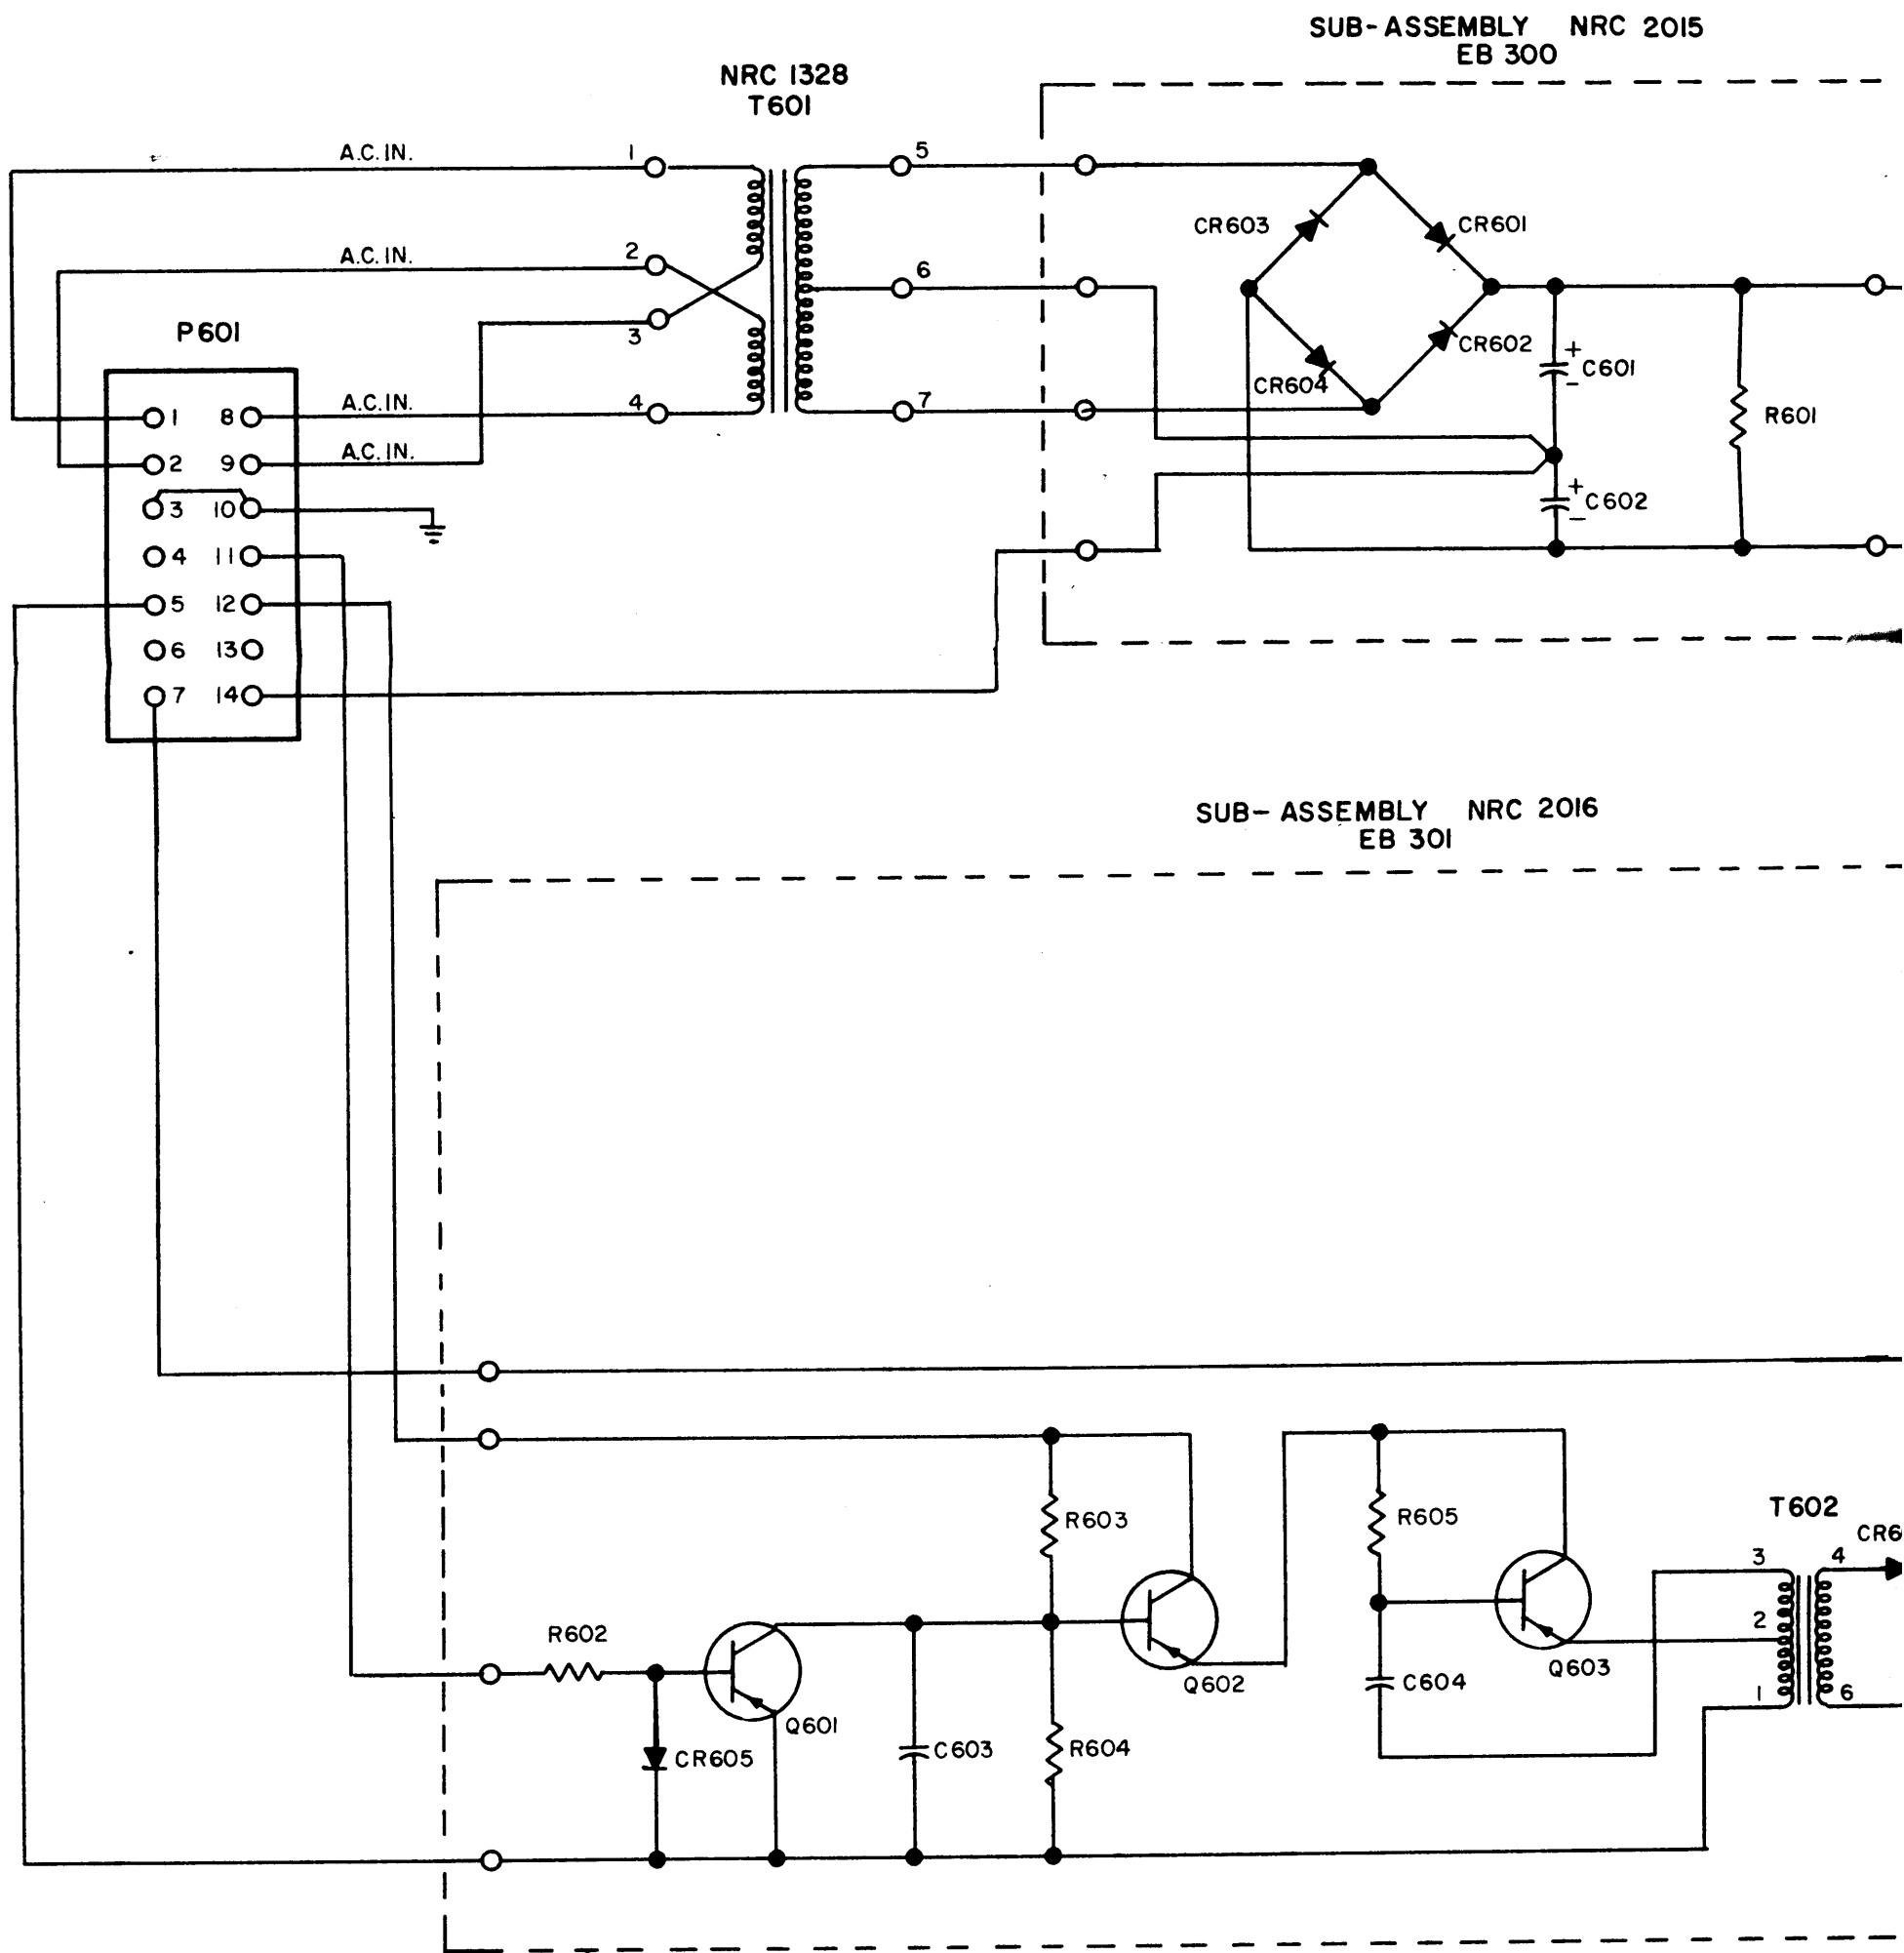 SUB-ASSEMBLY NRC 2015
EB 300
NRC 1328
T601
A.C.IN.
1
5
CR603
CR601
A.C.IN.
2
6
P601
3
CR602
+
C601
-
CR604
A.C.IN.
4
7
R601
1 8
A.C.IN.
2 9
+
C602
-
3 10
4 11
5 12
6 13
7 14
SUB-ASSEMBLY NRC 2016
EB 301
R603
R605
T602
CR6
3
4
R602
2
Q603
Q602
C604
1
6
Q601
CR605
C603
R604